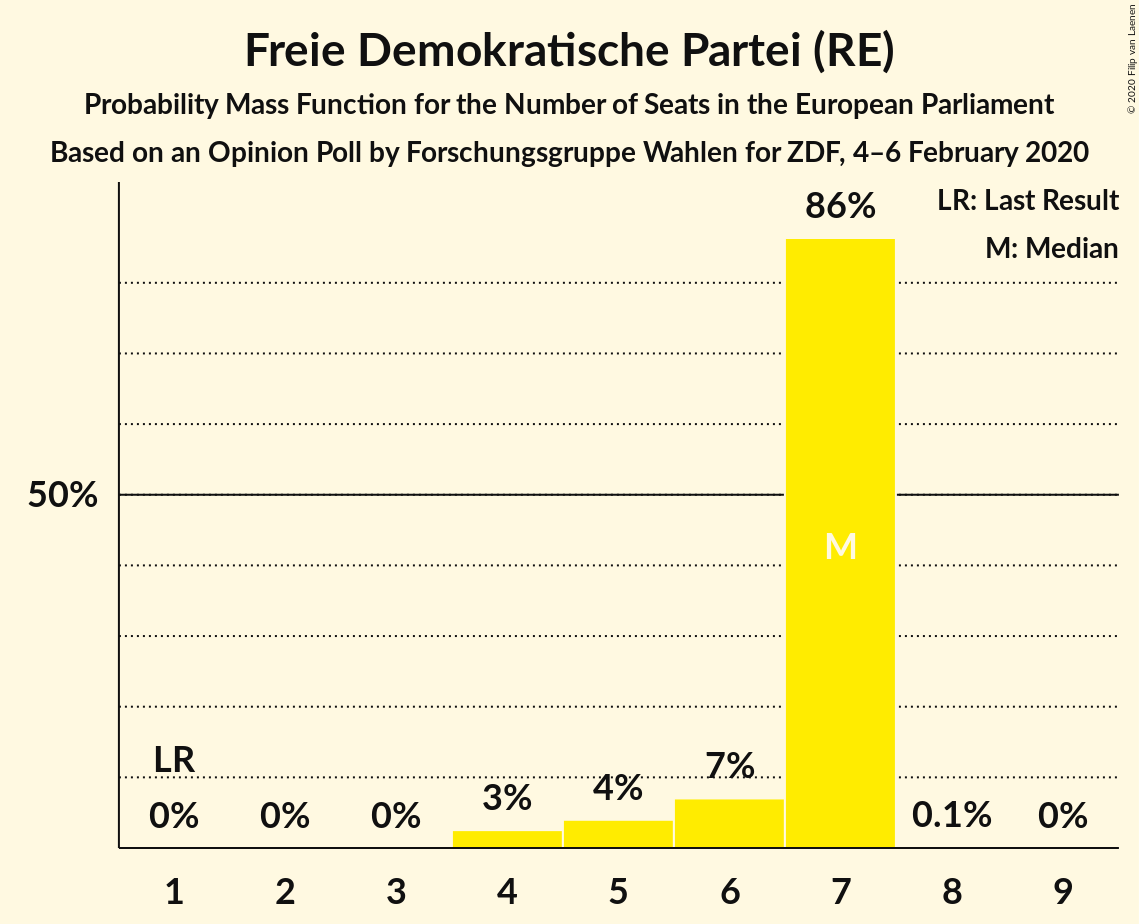 Freie Demokratische Partei (RE)
Probability Mass Function for the Number of Seats in the European Parliament
Based on an Opinion Poll by Forschungsgruppe Wahlen for ZDF, 4–6 February 2020
© 2020 Filip van Laenen
LR: Last Result
M: Median
86%
50%
M
LR
0%
0%
0%
3%
4%
7%
0.1%
0%
1 2 3 4 5 6 7 8 9